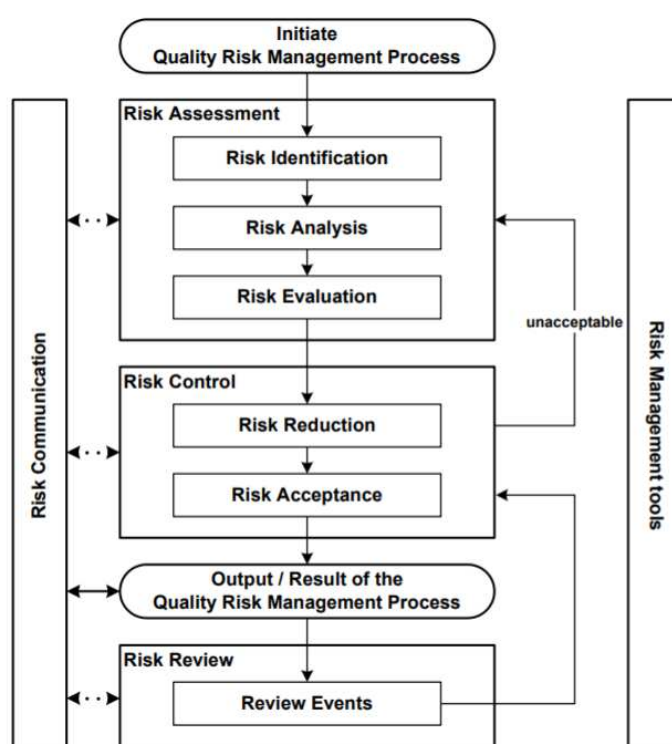 Initiate
Quality Risk Management Process
Risk Assessment
Risk Identification
Risk Analysis
Risk Evaluation
unacceptable
Risk Control
Risk Reduction
Risk Acceptance
Output / Result of the
Quality Risk Management Process
Risk Review
Review Events
Risk Communication
Risk Management tools